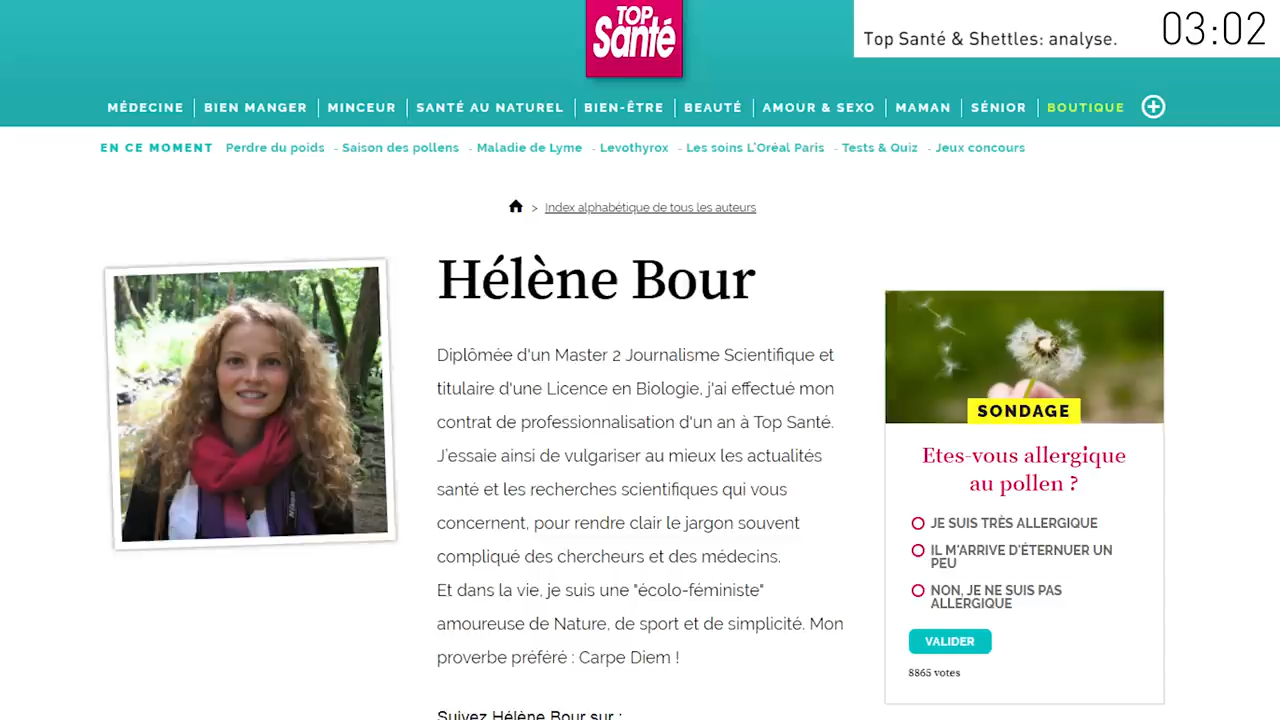 TOP
Santé
Top Santé & Shettles: analyse.
03:02
MÉDECINE
BIEN MANGER
MINCEUR
SANTÉ AU NATUREL
BIEN-ÊTRE
BEAUTÉ
AMOUR & SEXO
MAMAN
SÉNIOR
BOUTIQUE
EN CE MOMENT Perdre du poids - Saison des pollens - Maladie de Lyme - Levothyrox - Les soins L'Oréal Paris - Tests & Quiz - Jeux concours
> Index alphabétique de tous les auteurs
Hélène Bour
Diplômée d'un Master 2 Journalisme Scientifique et
titulaire d'une Licence en Biologie, j'ai effectué mon
contrat de professionnalisation d'un an à Top Santé.
J'essaie ainsi de vulgariser au mieux les actualités
santé et les recherches scientifiques qui vous
concernent, pour rendre clair le jargon souvent
compliqué des chercheurs et des médecins.
Et dans la vie, je suis une "écolo-féministe"
amoureuse de Nature, de sport et de simplicité. Mon
proverbe préféré : Carpe Diem !
Suivez Hélène Bour sur :
Nikon
SONDAGE
Etes-vous allergique
au pollen ?
JE SUIS TRÈS ALLERGIQUE
IL M'ARRIVE D'ÉTERNUER UN
PEU
NON, JE NE SUIS PAS
ALLERGIQUE
VALIDER
8865 votes